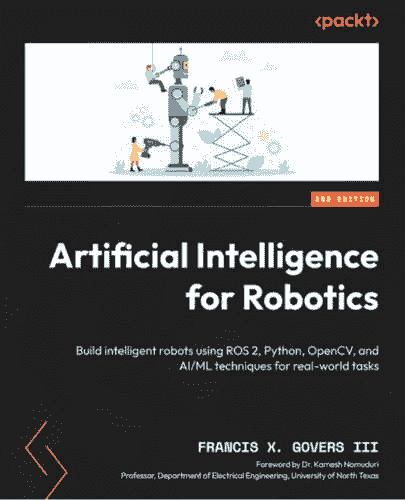 <packt>
2ND EDITION
Artificial Intelligence
for Robotics
Build intelligent robots using ROS 2, Python, OpenCV, and
AI/ML techniques for real-world tasks
FRANCIS X. GOVERS III
Foreword by Dr. Kamesh Namuduri
Professor, Department of Electrical Engineering, University of North Texas